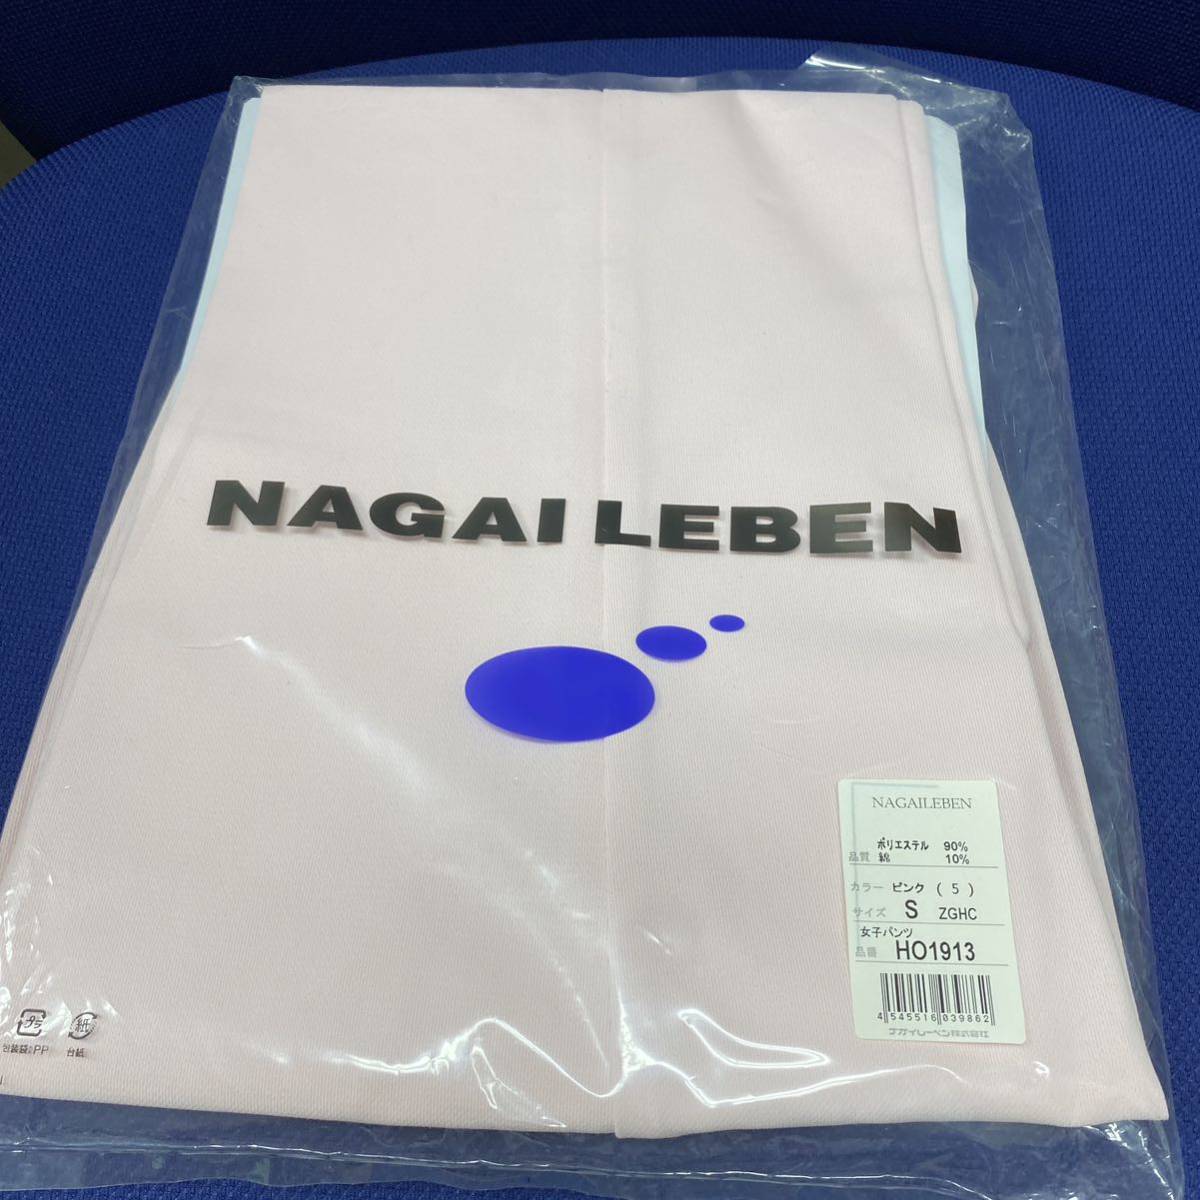 NAGAILEBEN
NAGAILEBEN
ポリエステル 90%
品質 綿 10%
カラー ピンク ( 5 )
サイズ S ZGHC
女子パンツ
品番 HO1913
4 545516 039862
ナガイレーベン株式会社
プラ 紙
包装袋:PP 台紙